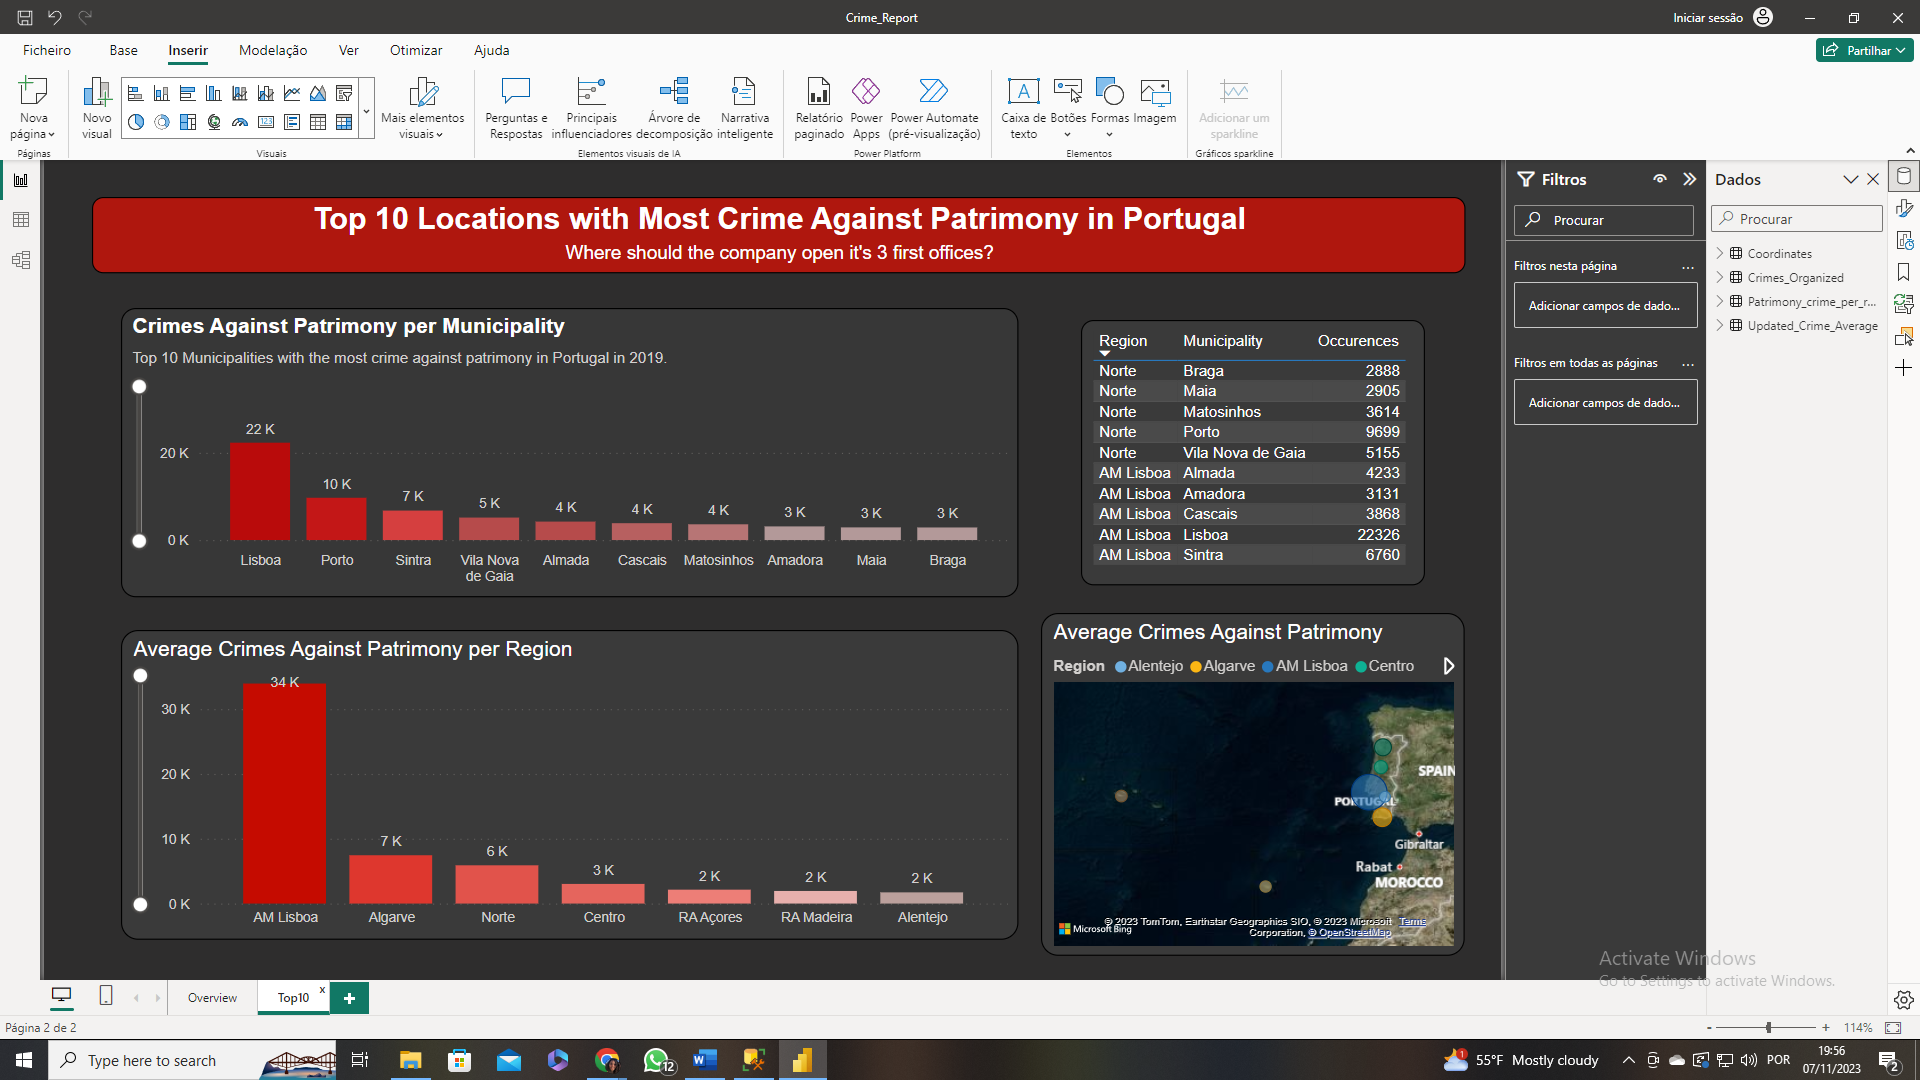 Crime_Report
Iniciar sessão
Ficheiro Base Inserir Modelação Ver Otimizar Ajuda
Partilhar
Nova página
Novo visual
Mais elementos visuais
Perguntas e Respostas
Principais influenciadores
Árvore de decomposição
Narrativa inteligente
Relatório paginado
Power Apps
Power Automate (pré-visualização)
Caixa de texto
Botões
Formas
Imagem
Adicionar um sparkline
Páginas
Visuais
Elementos visuais de IA
Power Platform
Elementos
Gráficos sparkline
Top 10 Locations with Most Crime Against Patrimony in Portugal
Where should the company open it's 3 first offices?
Crimes Against Patrimony per Municipality
Top 10 Municipalities with the most crime against patrimony in Portugal in 2019.
20 K
0 K
22 K
10 K
7 K
5 K
4 K
4 K
4 K
3 K
3 K
3 K
Lisboa
Porto
Sintra
Vila Nova
de Gaia
Almada
Cascais
Matosinhos
Amadora
Maia
Braga
Region Municipality Occurences
Norte Braga 2888
Norte Maia 2905
Norte Matosinhos 3614
Norte Porto 9699
Norte Vila Nova de Gaia 5155
AM Lisboa Almada 4233
AM Lisboa Amadora 3131
AM Lisboa Cascais 3868
AM Lisboa Lisboa 22326
AM Lisboa Sintra 6760
Average Crimes Against Patrimony per Region
30 K
20 K
10 K
0 K
34 K
7 K
6 K
3 K
2 K
2 K
2 K
AM Lisboa
Algarve
Norte
Centro
RA Açores
RA Madeira
Alentejo
Average Crimes Against Patrimony
Region Alentejo Algarve AM Lisboa Centro
SPAIN
PORTUGAL
Gibraltar
Rabat
MOROCCO
© 2023 TomTom, Earthstar Geographics SIO, © 2023 Microsoft Terms
Corporation, © OpenStreetMap
Microsoft Bing
Filtros
Procurar
Filtros nesta página ...
Adicionar campos de dado...
Filtros em todas as páginas ...
Adicionar campos de dado...
Dados
Procurar
Coordinates
Crimes_Organized
Patrimony_crime_per_r...
Updated_Crime_Average
Activate Windows
Go to Settings to activate Windows.
Overview
Top10
x
+
Página 2 de 2
- + 114%
Type here to search
12
1
55°F Mostly cloudy
POR
19:56
07/11/2023
2